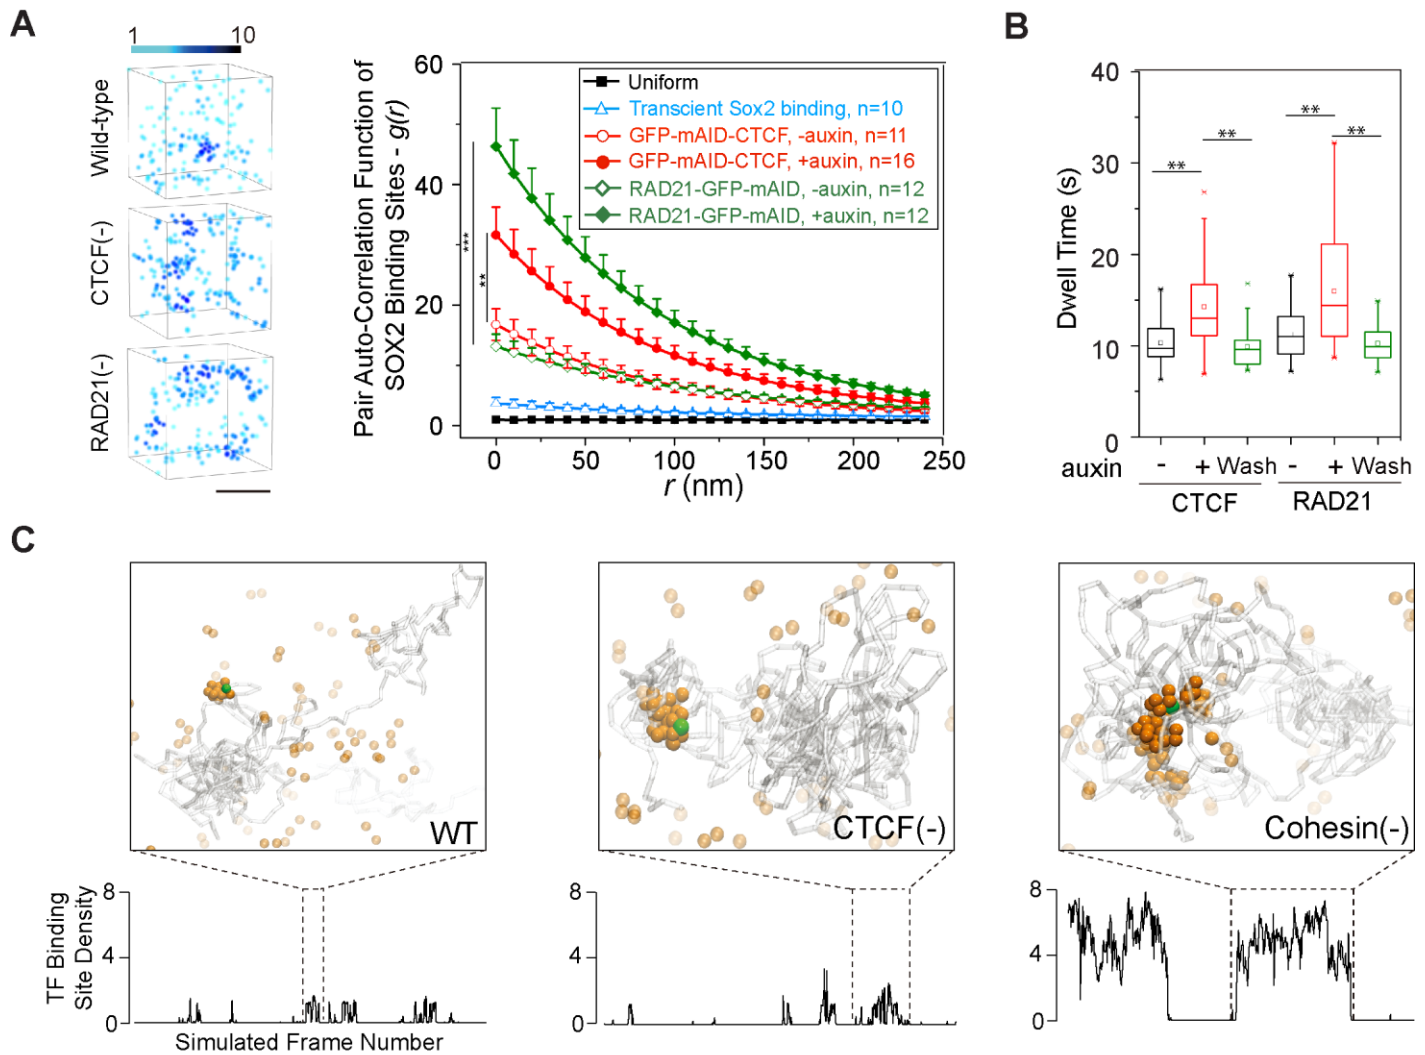 A
1 10
Wild-type
CTCF(-)
RAD21(-)
Pair Auto-Correlation Function of
SOX2 Binding Sites - g(r)
60
40
20
0
Uniform
Transcient Sox2 binding, n=10
GFP-mAID-CTCF, -auxin, n=11
GFP-mAID-CTCF, +auxin, n=16
RAD21-GFP-mAID, -auxin, n=12
RAD21-GFP-mAID, +auxin, n=12
***
**
0 50 100 150 200 250
r (nm)
B
Dwell Time (s)
40
30
20
10
0
** ** ** **
auxin - + Wash - + Wash
CTCF RAD21
C
WT
CTCF(-)
Cohesin(-)
TF Binding
Site Density
8
4
0
Simulated Frame Number
8
4
0
8
4
0